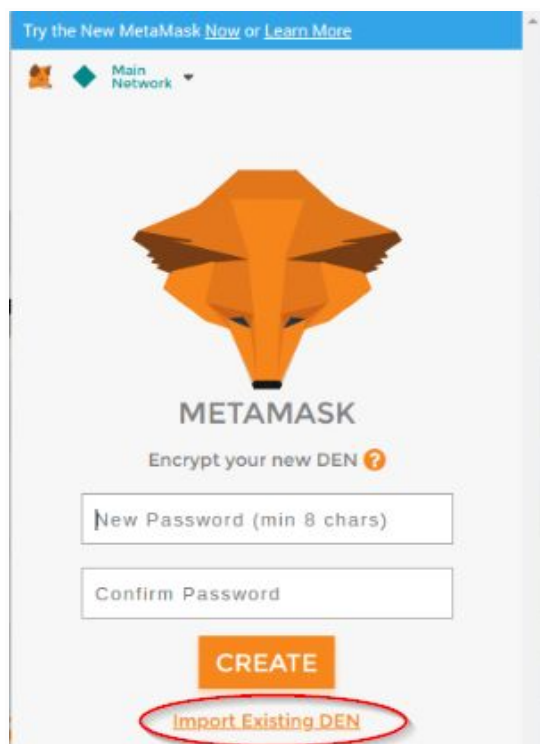 Try the New MetaMask Now or Learn More
Main
Network
METAMASK
Encrypt your new DEN ?
New Password (min 8 chars)
Confirm Password
CREATE
Import Existing DEN